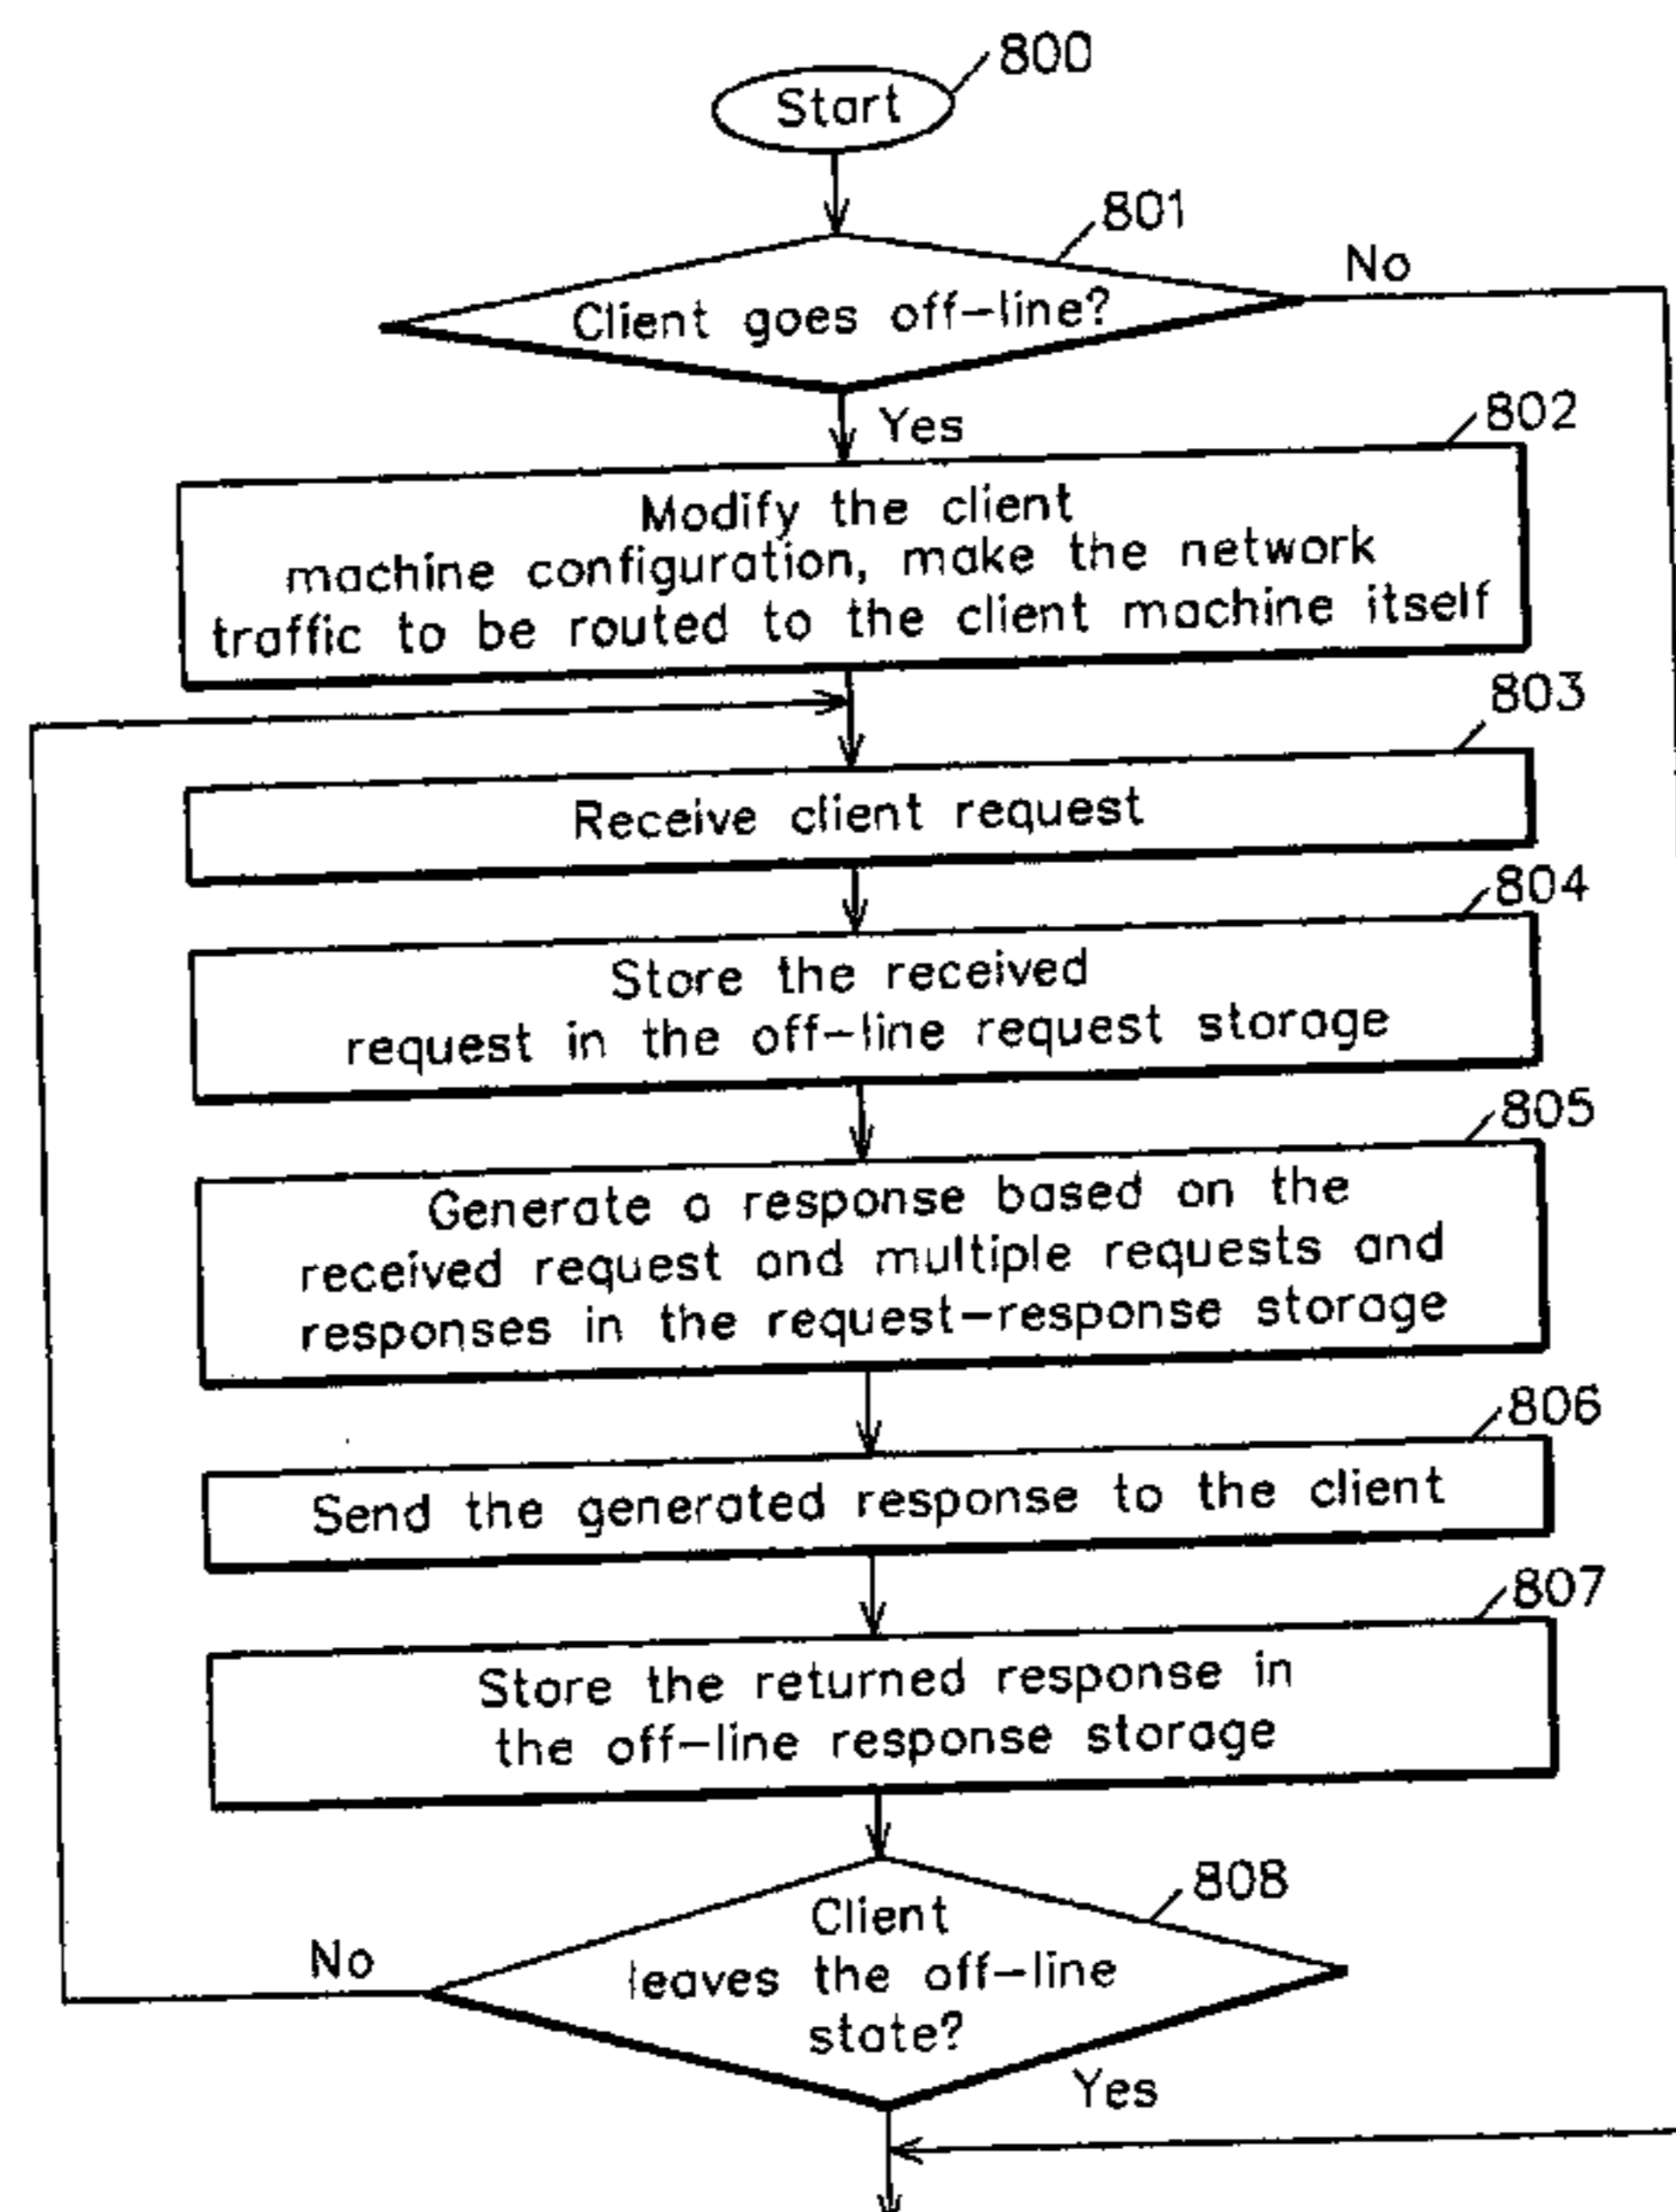 800
Start
801
Client goes off-line?
No
Yes
802
Modify the client
machine configuration, make the network
traffic to be routed to the client machine itself
803
Receive client request
804
Store the received
request in the off-line request storage
805
Generate a response based on the
received request and multiple requests and
responses in the request-response storage
806
Send the generated response to the client
807
Store the returned response in
the off-line response storage
808
Client
leaves the off-line
state?
No
Yes